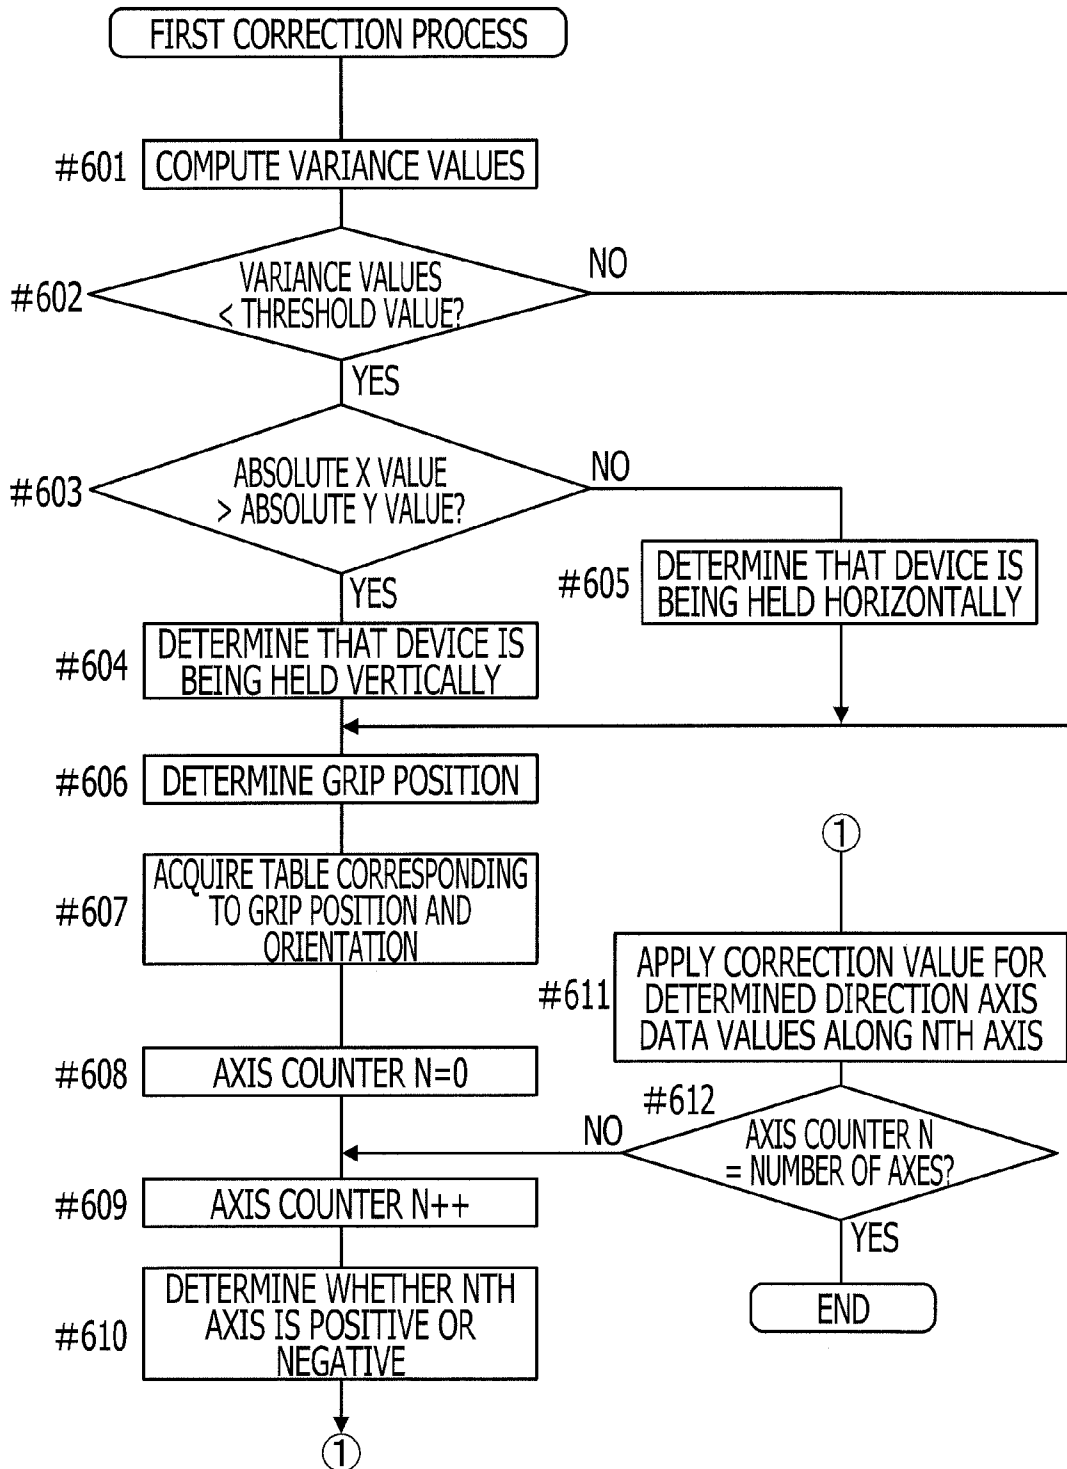 FIRST CORRECTION PROCESS
#601
COMPUTE VARIANCE VALUES
#602
VARIANCE VALUES
< THRESHOLD VALUE?
NO
YES
#603
ABSOLUTE X VALUE
> ABSOLUTE Y VALUE?
NO
YES
#605
DETERMINE THAT DEVICE IS
BEING HELD HORIZONTALLY
#604
DETERMINE THAT DEVICE IS
BEING HELD VERTICALLY
#606
DETERMINE GRIP POSITION
#607
ACQUIRE TABLE CORRESPONDING
TO GRIP POSITION AND
ORIENTATION
#608
AXIS COUNTER N=0
#609
AXIS COUNTER N++
#610
DETERMINE WHETHER NTH
AXIS IS POSITIVE OR
NEGATIVE
1
1
#611
APPLY CORRECTION VALUE FOR
DETERMINED DIRECTION AXIS
DATA VALUES ALONG NTH AXIS
#612
AXIS COUNTER N
= NUMBER OF AXES?
NO
YES
END